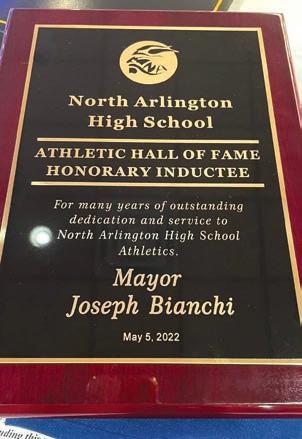 North Arlington
High School
ATHLETIC HALL OF FAME
HONORARY INDUCTEE
For many years of outstanding
dedication and service to
North Arlington High School
Athletics.
Mayor
Joseph Bianchi
May 5, 2022